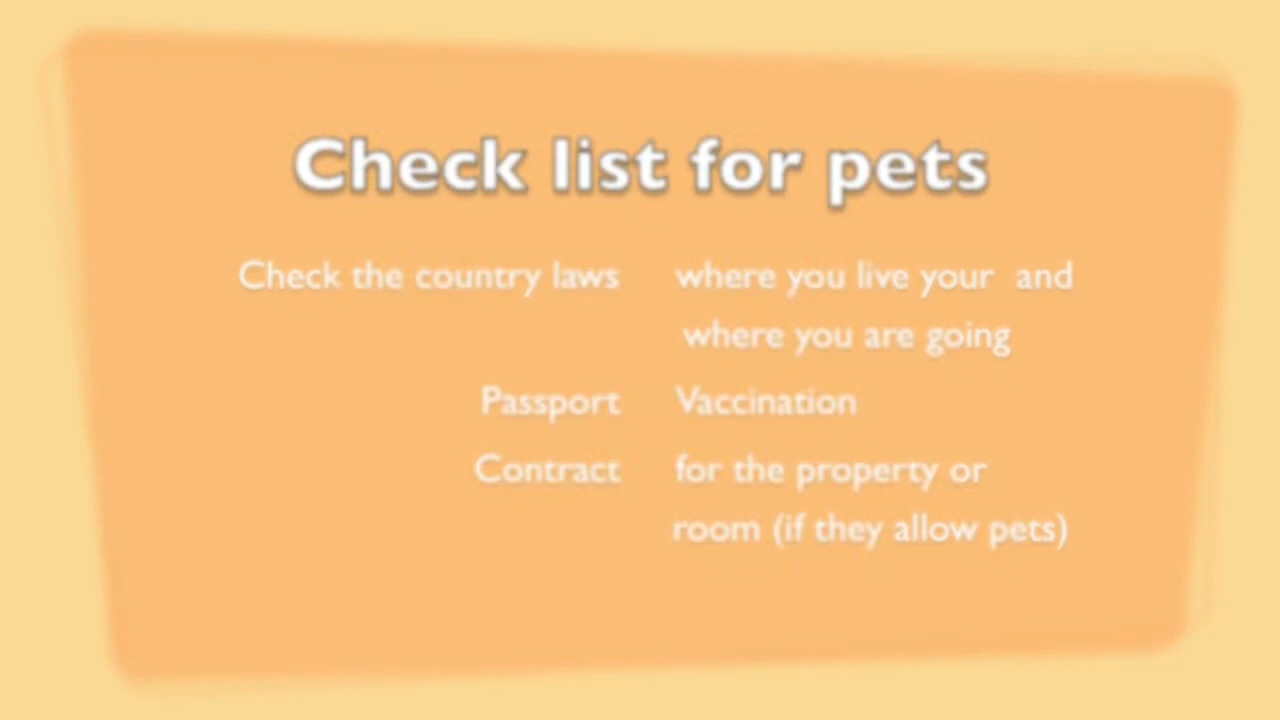 Check list for pets
Check the country laws where you live your and
where you are going
Passport Vaccination
Contract for the property or
room (if they allow pets)